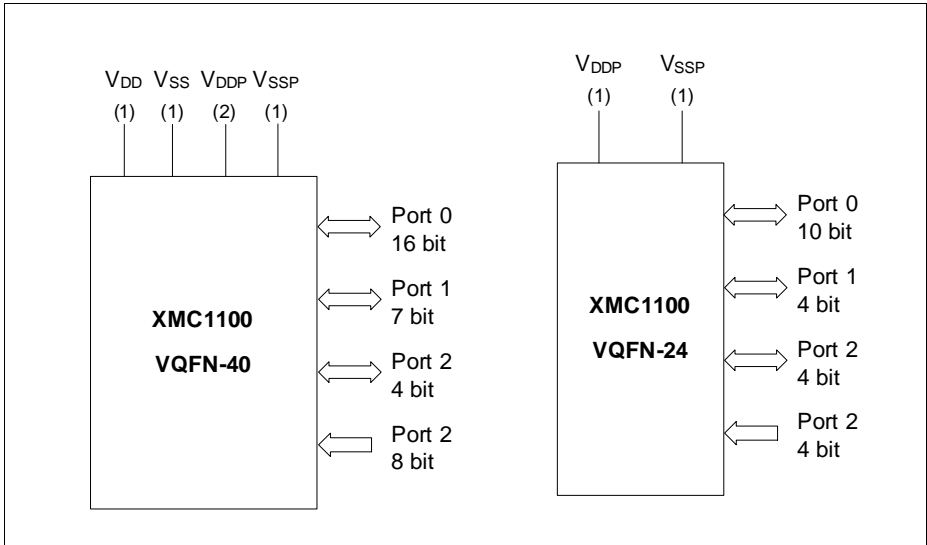 VDD VSS VDDP VSSP
(1) (1) (2) (1)
XMC1100
VQFN-40
Port 0
16 bit
Port 1
7 bit
Port 2
4 bit
Port 2
8 bit
VDDP VSSP
(1) (1)
XMC1100
VQFN-24
Port 0
10 bit
Port 1
4 bit
Port 2
4 bit
Port 2
4 bit